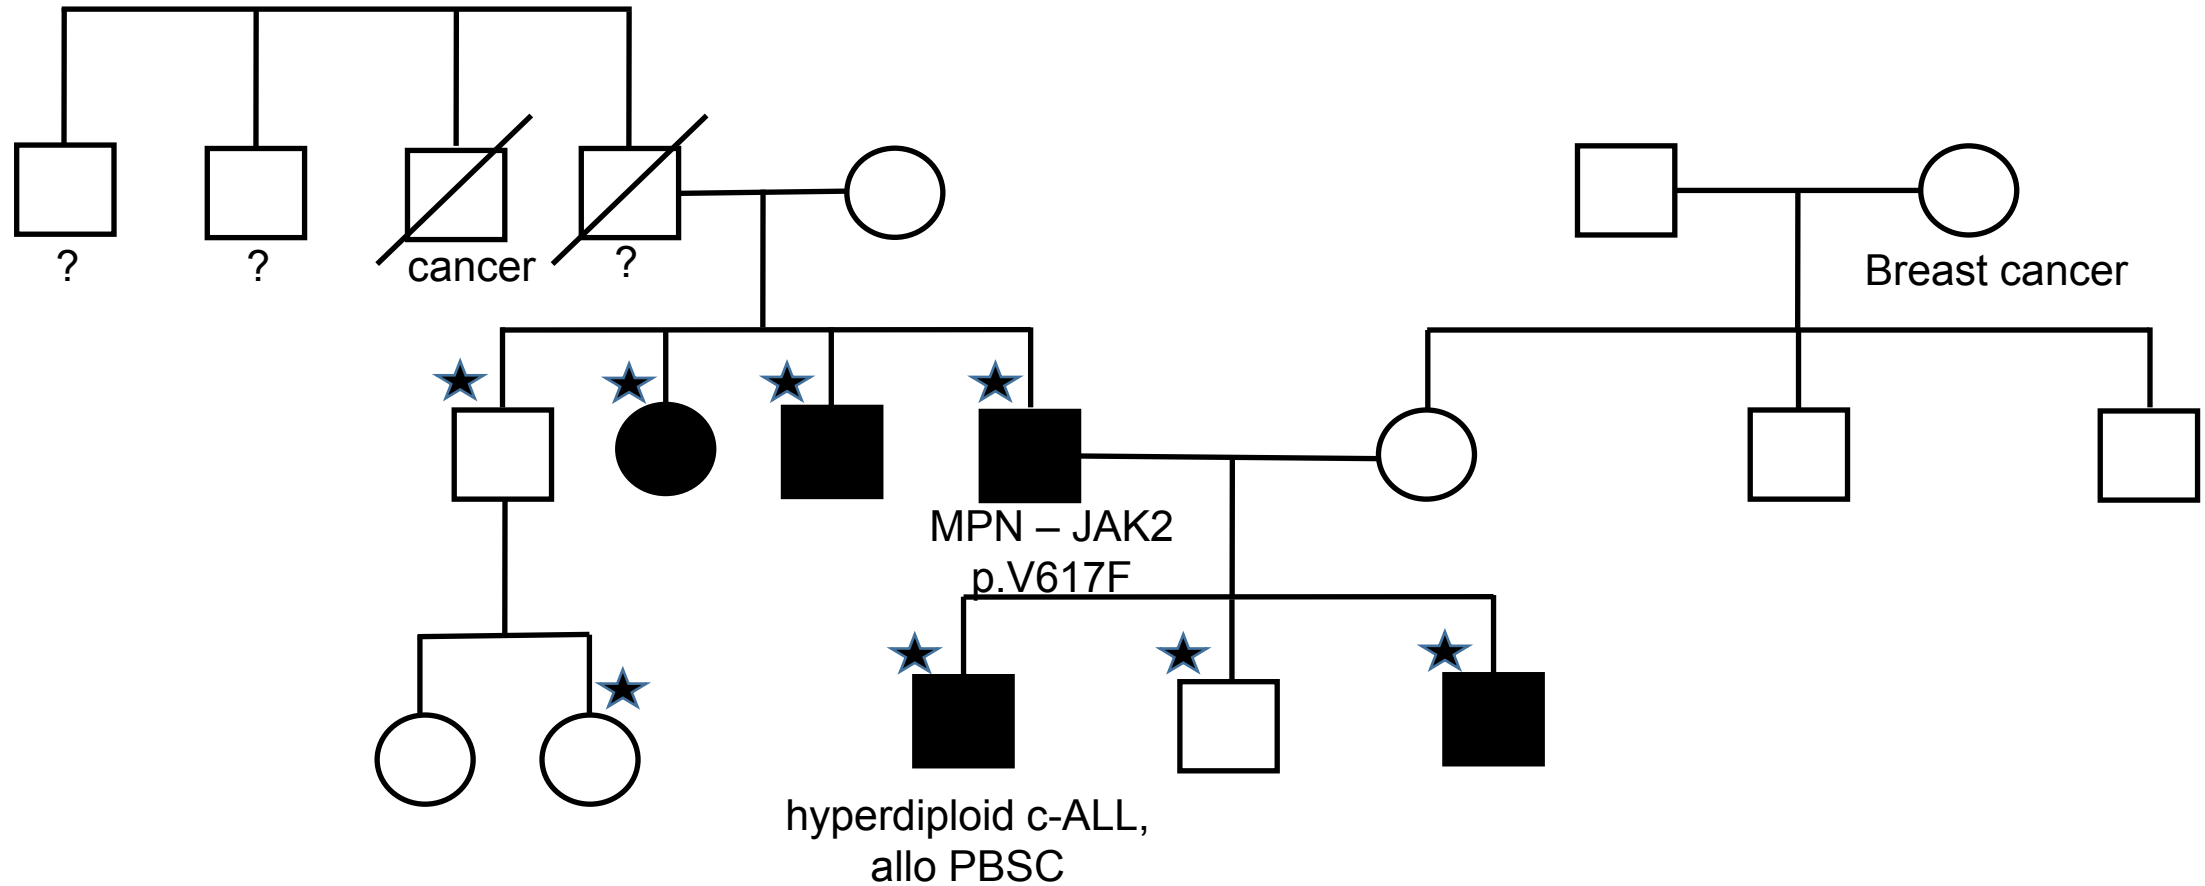 ?
?
cancer
?
Breast cancer
MPN – JAK2
p.V617F
hyperdiploid c-ALL,
allo PBSC